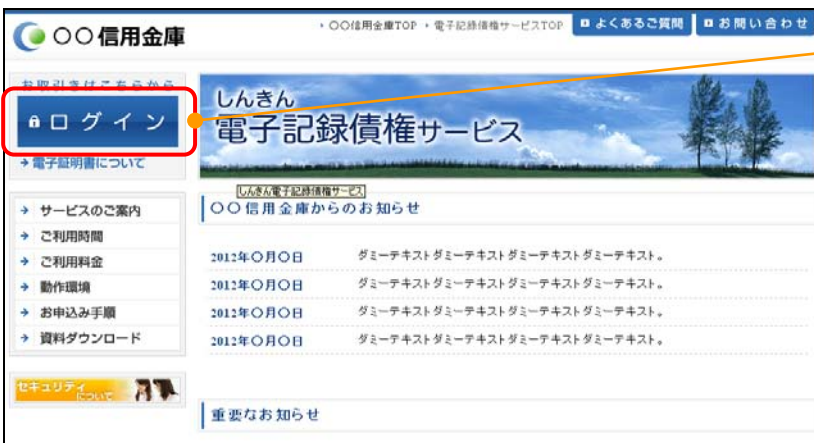 ○○信用金庫
○○信用金庫TOP
電子記録債権サービスTOP
よくあるご質問
お問い合わせ
お取引きはこちらから
ログイン
電子証明書について
しんきん
電子記録債権サービス
しんきん電子記録債権サービス
サービスのご案内
ご利用時間
ご利用料金
動作環境
お申込み手順
資料ダウンロード
セキュリティ
について
○○信用金庫からのお知らせ
2012年○月○日 ダミーテキストダミーテキストダミーテキストダミーテキスト。
2012年○月○日 ダミーテキストダミーテキストダミーテキストダミーテキスト。
2012年○月○日 ダミーテキストダミーテキストダミーテキストダミーテキスト。
2012年○月○日 ダミーテキストダミーテキストダミーテキストダミーテキスト。
重要なお知らせ